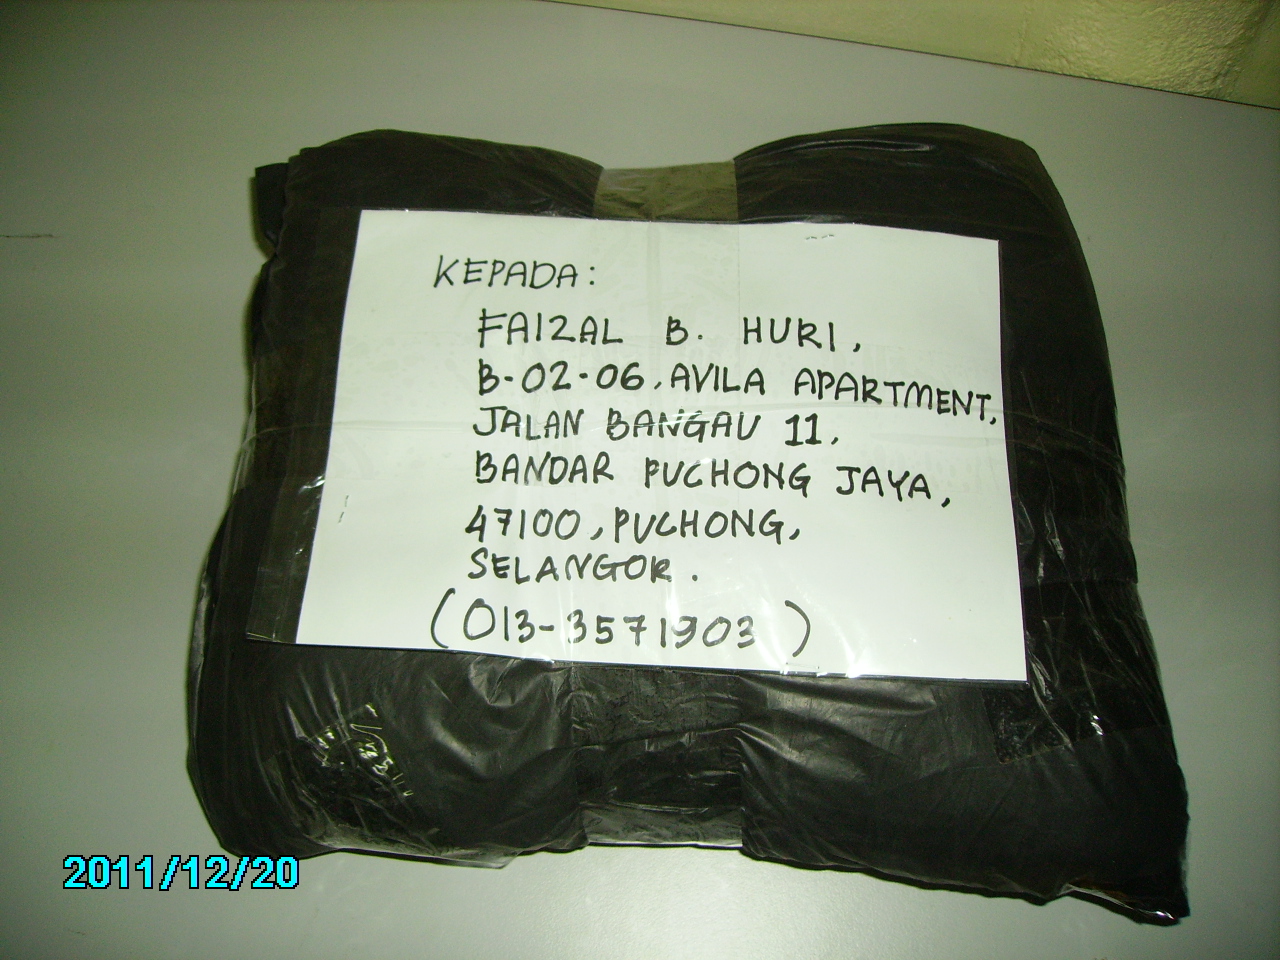 KEPADA:
FAIZAL B. HURI,
B-02-06, AVILA APARTMENT,
JALAN BANGAU 11,
BANDAR PUCHONG JAYA,
47100, PUCHONG,
SELANGOR.
(013-3571903)
2011/12/20